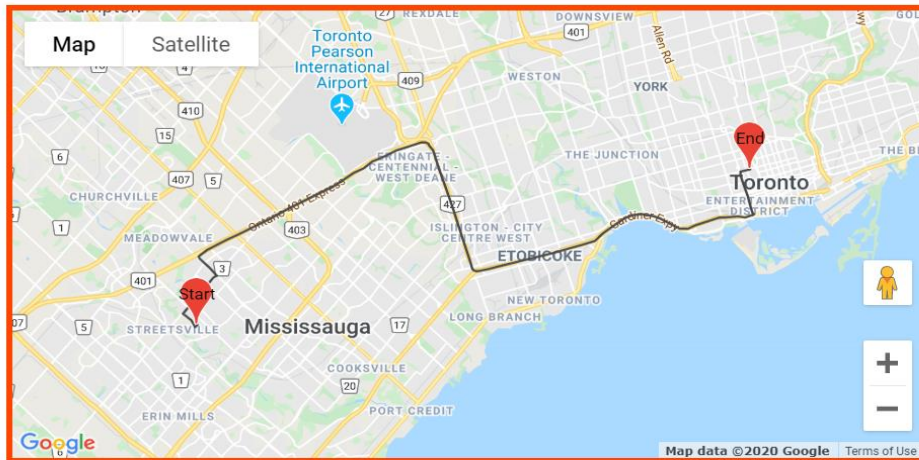 Brampton
REXDALE
DOWNSVIEW
Map
Satellite
Toronto
Pearson
International
Airport
401
27
Allen Rd
409
WESTON
YORK
4
410
15
6
407
5
ERINGATE -
CENTENNIAL -
WEST DEANE
THE JUNCTION
End
Toronto
ENTERTAINMENT
DISTRICT
CHURCHVILLE
1
Ontario 401 Express
427
403
ISLINGTON - CITY
CENTRE WEST
Gardiner Expy
MEADOWVALE
ETOBICOKE
401
3
Start
NEW TORONTO
LONG BRANCH
407
5
STREETSVILLE
Mississauga
17
COOKSVILLE
1
20
PORT CREDIT
ERIN MILLS
Google
Map data ©2020 Google
Terms of Use